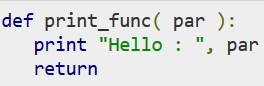 def print_func( par ):
   print "Hello : ", par
   return